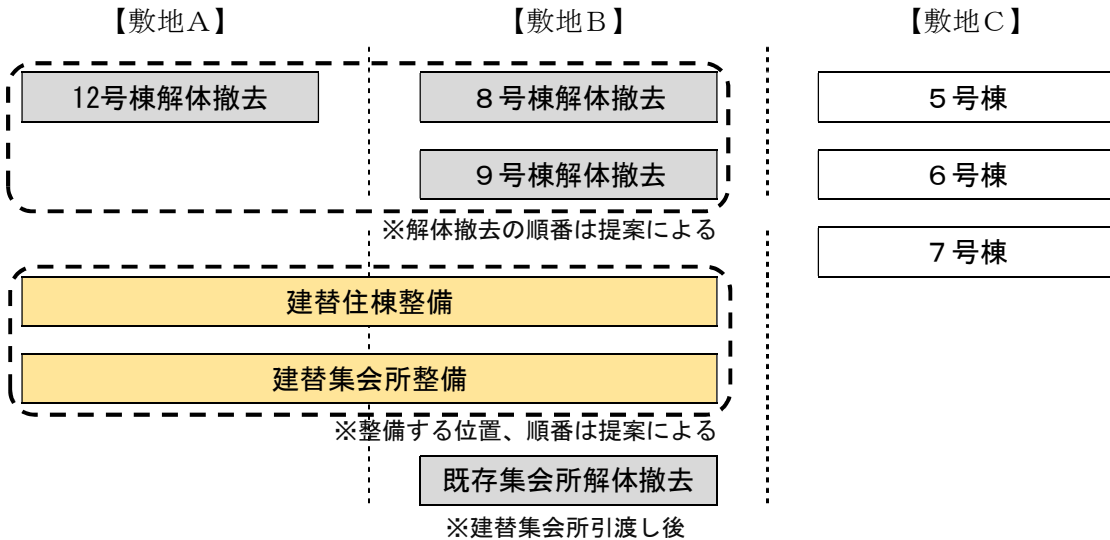 【敷地Ａ】
【敷地Ｂ】
【敷地Ｃ】
12号棟解体撤去
８号棟解体撤去
５号棟
９号棟解体撤去
６号棟
※解体撤去の順番は提案による
７号棟
建替住棟整備
建替集会所整備
※整備する位置、順番は提案による
既存集会所解体撤去
※建替集会所引渡し後